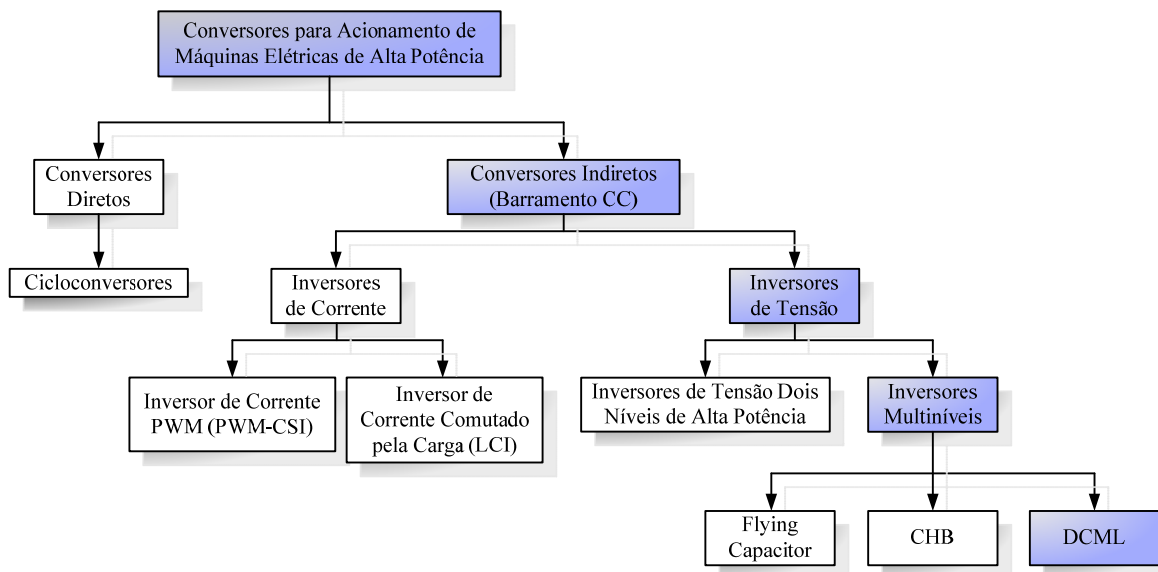 Conversores para Acionamento de
Máquinas Elétricas de Alta Potência
Conversores
Diretos
Conversores Indiretos
(Barramento CC)
Cicloconversores
Inversores
de Corrente
Inversores
de Tensão
Inversor de Corrente
PWM (PWM-CSI)
Inversor de
Corrente Comutado
pela Carga (LCI)
Inversores de Tensão Dois
Níveis de Alta Potência
Inversores
Multiníveis
Flying
Capacitor
CHB
DCML